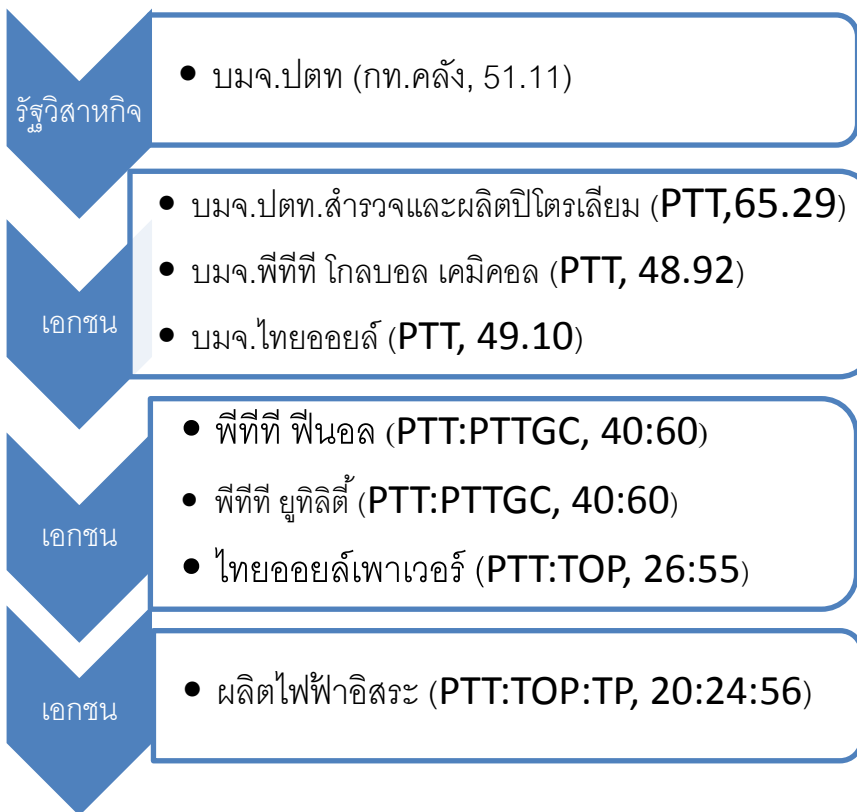 รัฐวิสาหกิจ
• บมจ.ปตท (กท.คลัง, 51.11)
เอกชน
• บมจ.ปตท.สำรวจและผลิตปิโตรเลียม (PTT,65.29)
• บมจ.พีทีที โกลบอล เคมิคอล (PTT, 48.92)
• บมจ.ไทยออยล์ (PTT, 49.10)
เอกชน
• พีทีที ฟีนอล (PTT:PTTGC, 40:60)
• พีทีที ยูทิลิตี้ (PTT:PTTGC, 40:60)
• ไทยออยล์เพาเวอร์ (PTT:TOP, 26:55)
เอกชน
• ผลิตไฟฟ้าอิสระ (PTT:TOP:TP, 20:24:56)